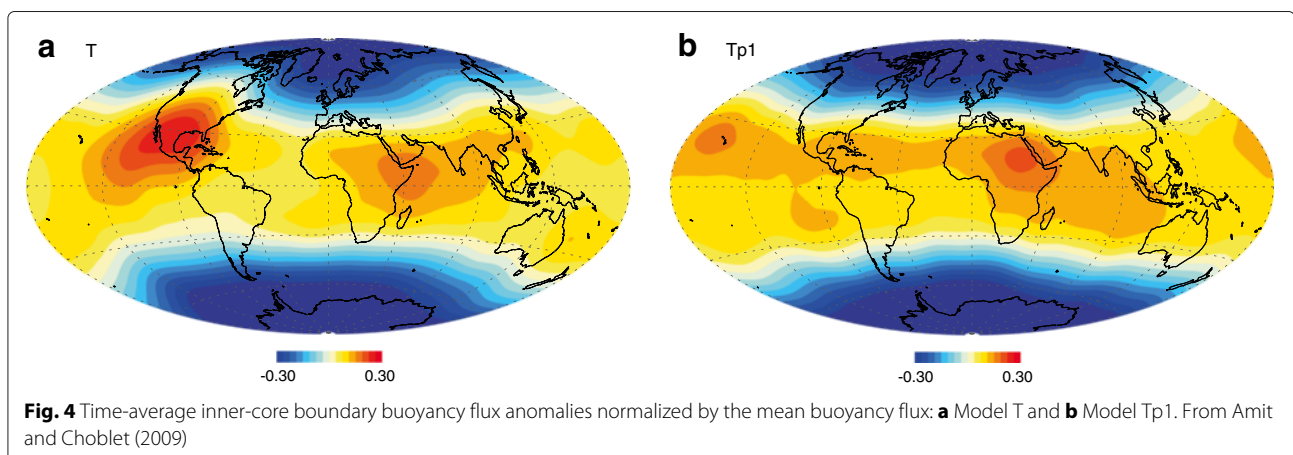 a T
b Tp1
-0.30 0.30
-0.30 0.30
Fig. 4 Time-average inner-core boundary buoyancy flux anomalies normalized by the mean buoyancy flux: a Model T and b Model Tp1. From Amit
and Choblet (2009)